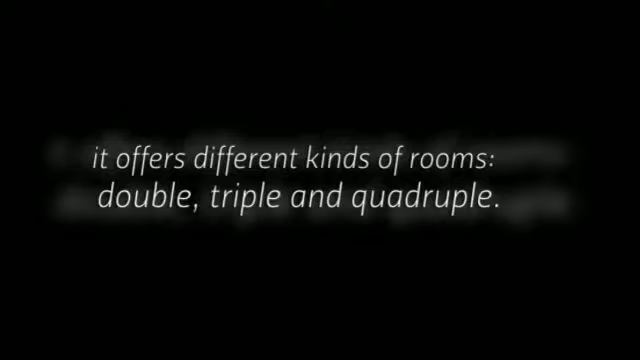 it offers different kinds of rooms:
double, triple and quadruple.